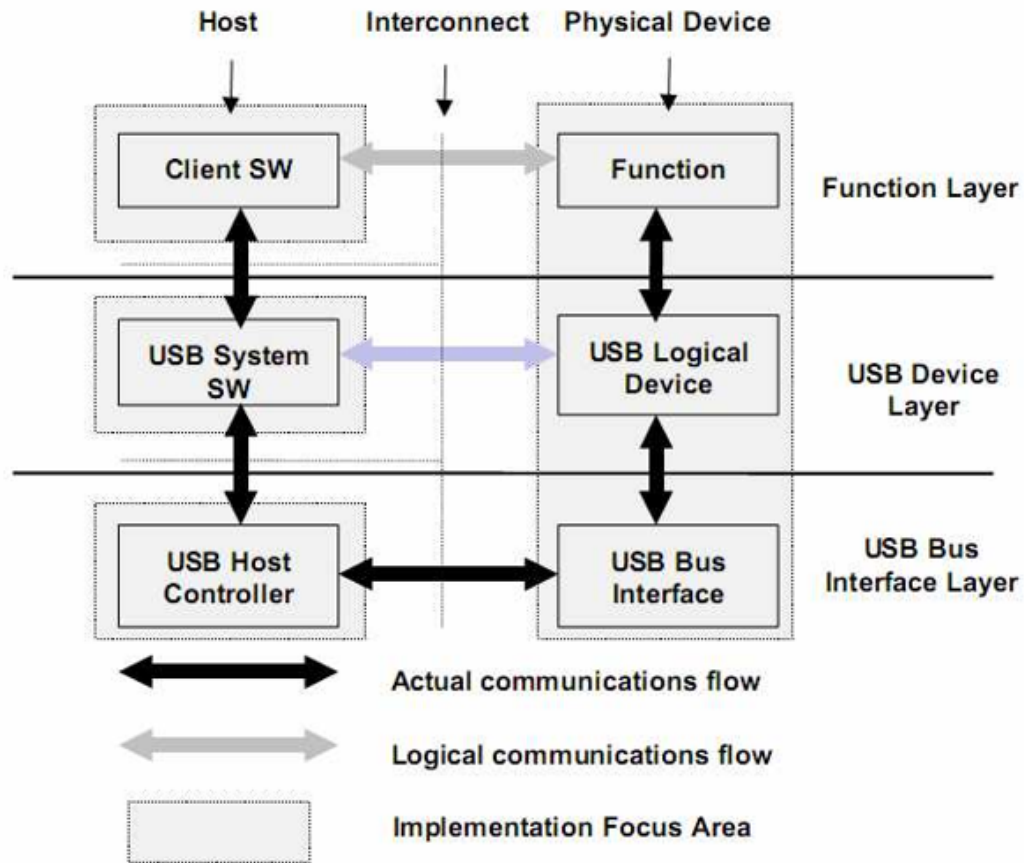 Host
Interconnect
Physical Device
Client SW
Function
Function Layer
USB System
SW
USB Logical
Device
USB Device
Layer
USB Host
Controller
USB Bus
Interface
USB Bus
Interface Layer
Actual communications flow
Logical communications flow
Implementation Focus Area